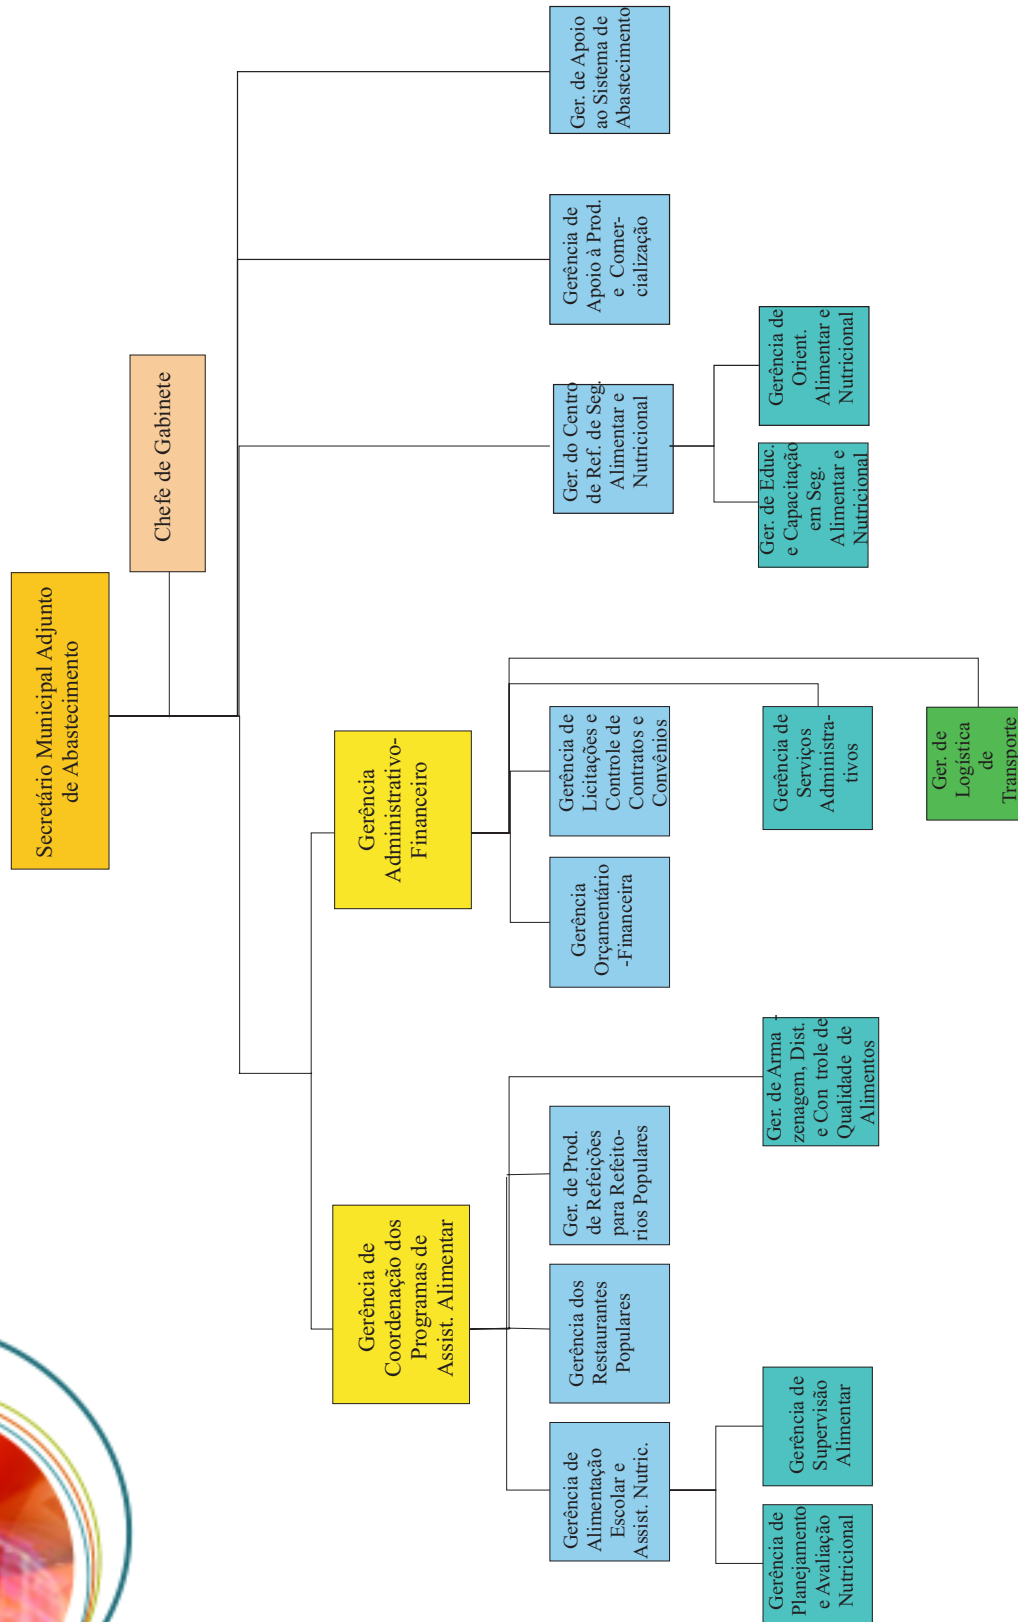 Secretário Municipal Adjunto
de Abastecimento
Chefe de Gabinete
Gerência de
Coordenação dos
Programas de
Assist. Alimentar
Gerência
Administrativo-
Financeiro
Gerência de
Alimentação
Escolar e
Assist. Nutric.
Gerência dos
Restaurantes
Populares
Ger. de Prod.
de Refeições
para Refeito-
rios Populares
Gerência
Orçamentário
-Financeira
Gerência de
Licitações e
Controle de
Contratos e
Convênios
Ger. do Centro
de Ref. de Seg.
Alimentar e
Nutricional
Gerência de
Apoio à Prod.
e Comer-
cialização
Ger. de Apoio
ao Sistema de
Abastecimento
Gerência de
Planejamento
e Avaliação
Nutricional
Gerência de
Supervisão
Alimentar
Ger. de Arma -
zenagem, Dist.
e Con trole de
Qualidade de
Alimentos
Gerência de
Serviços
Administra-
tivos
Ger. de Educ.
e Capacitação
em Seg.
Alimentar e
Nutricional
Gerência de
Orient.
Alimentar e
Nutricional
Ger. de
Logística
de
Transporte